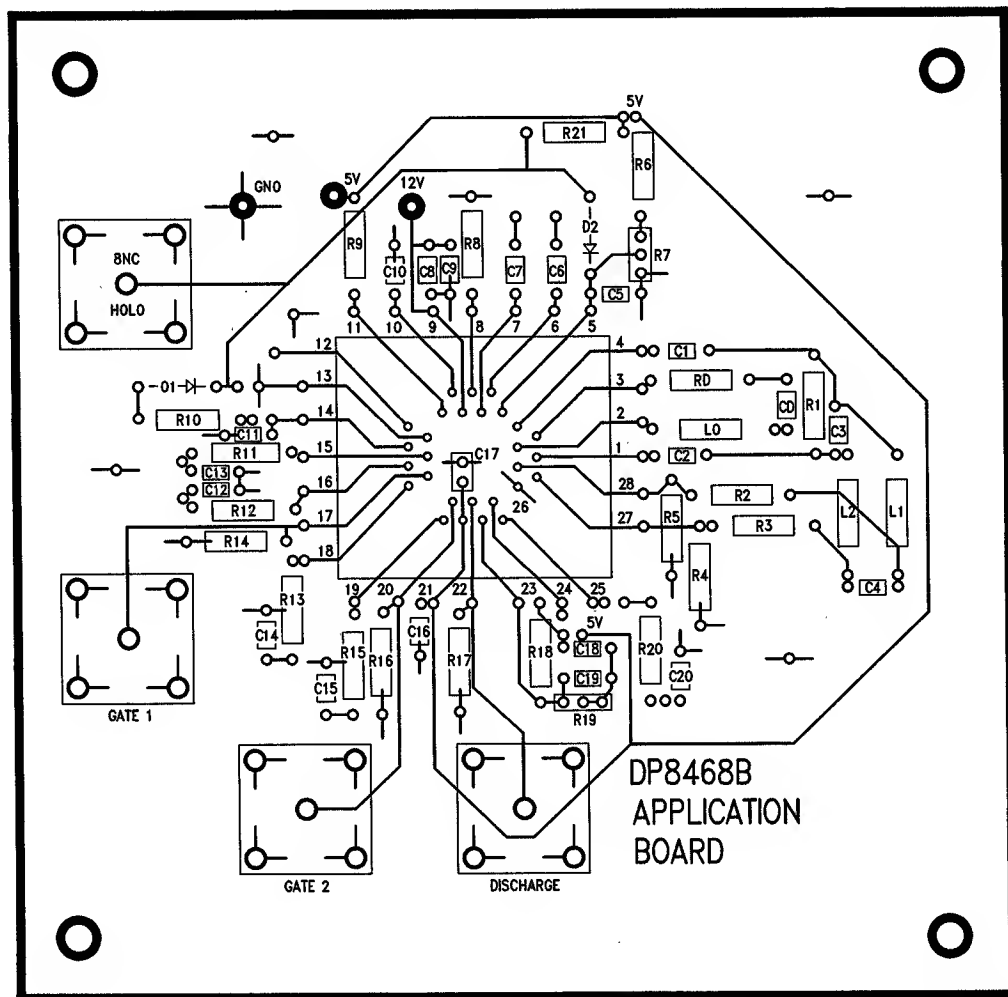 5V
R21
R6
5V
GNO
12V
R9
R8
D2
R7
8NC
HOLO
C10
C8
C9
C7
C6
C5
11
10
9
8
7
6
5
12
4
C1
13
3
RD
01
R10
14
2
LO
CD
R1
C3
C11
R11
15
C17
1
C2
C13
C12
16
28
R2
R12
26
17
27
R5
R3
L2
L1
R14
18
R4
C4
R13
19
20
21
22
23
24
25
C14
C16
5V
R15
R16
R17
R18
C18
R20
C15
C19
C20
R19
GATE 1
DP8468B
APPLICATION
BOARD
GATE 2
DISCHARGE